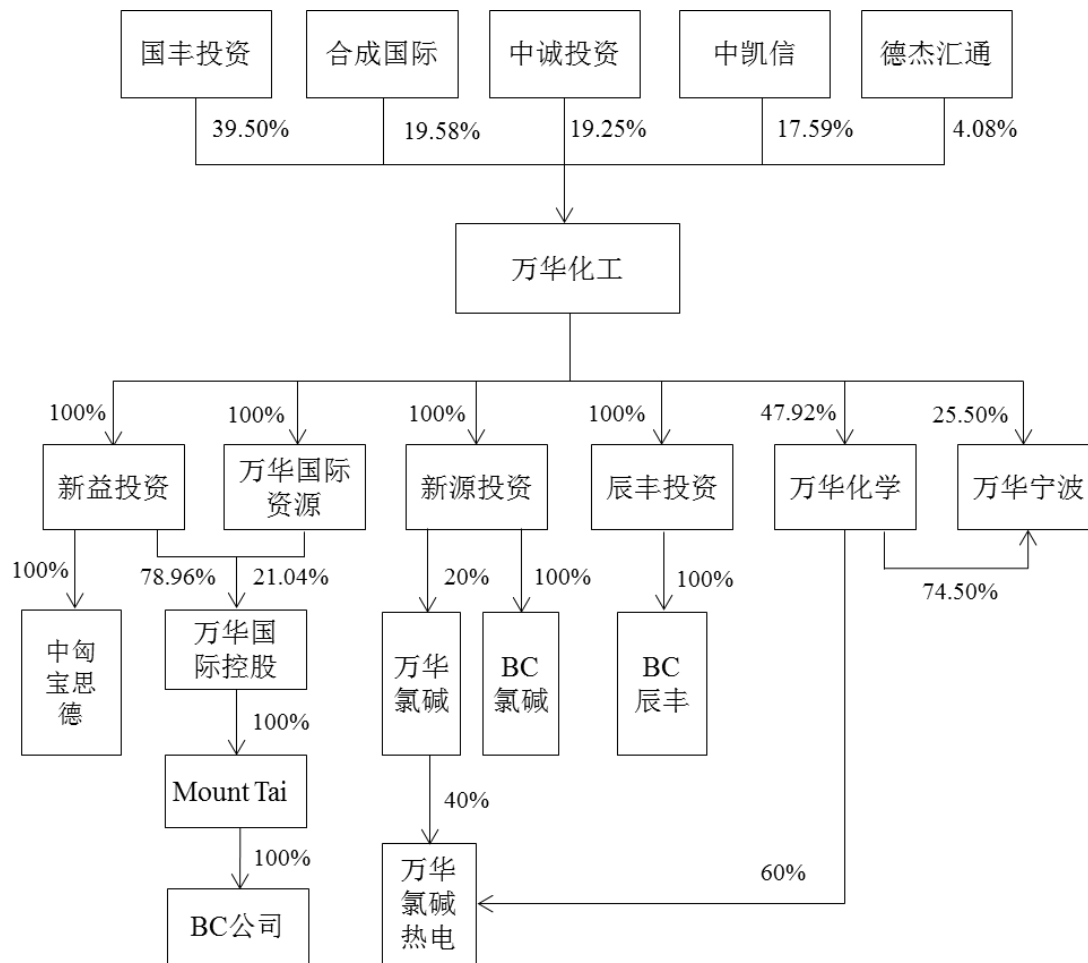 国丰投资
合成国际
中诚投资
中凯信
德杰汇通
39.50%
19.58%
19.25%
17.59%
4.08%
万华化工
100%
100%
100%
100%
47.92%
25.50%
新益投资
万华国际
资源
新源投资
辰丰投资
万华化学
万华宁波
100%
78.96%
21.04%
20%
100%
100%
74.50%
中匈
宝思
德
万华国
际控股
万华
氯碱
BC
氯碱
BC
辰丰
100%
Mount Tai
40%
100%
万华
氯碱
热电
60%
BC公司